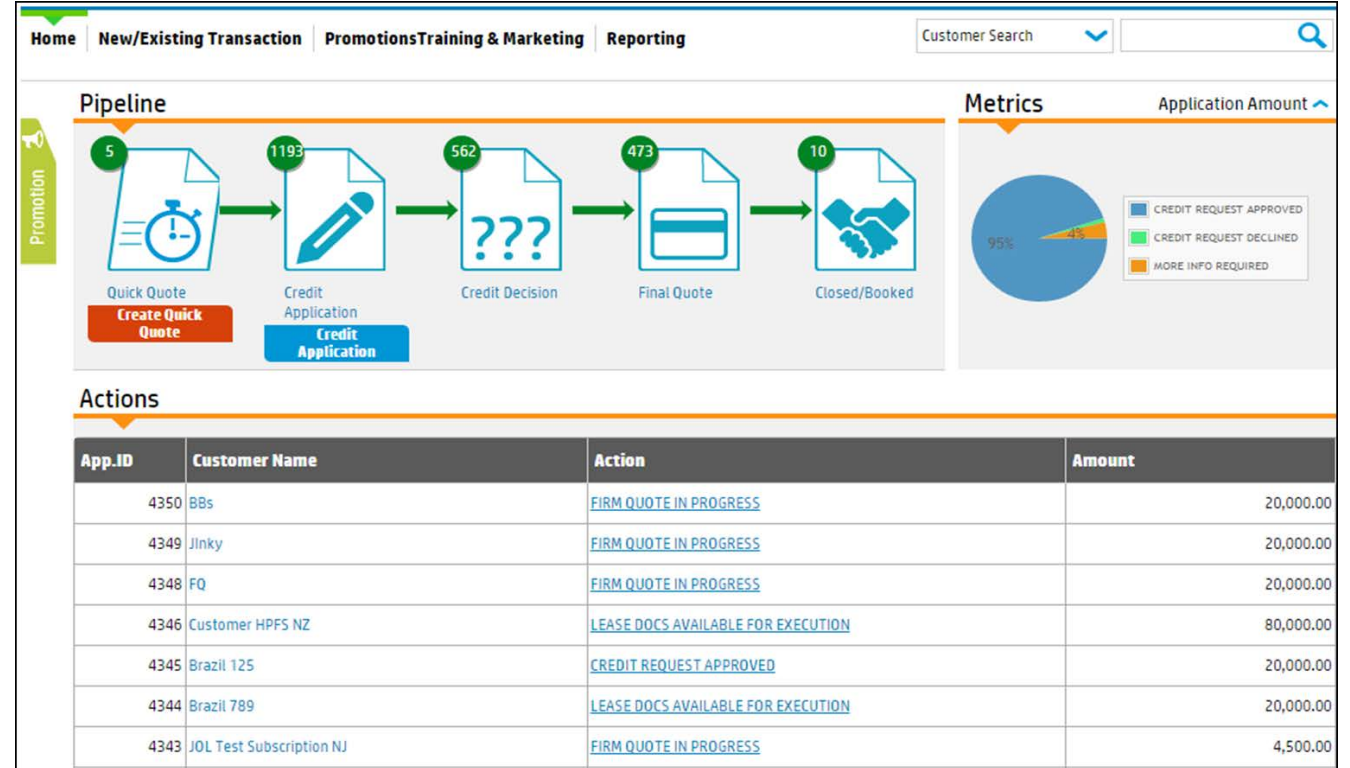 Home New/Existing Transaction PromotionsTraining & Marketing Reporting Customer Search
Promotion
Pipeline
5 1193 562 473 10
???
Quick Quote Credit Application Credit Decision Final Quote Closed/Booked
Create Quick Quote
Credit Application
Metrics Application Amount
95% 4%
CREDIT REQUEST APPROVED
CREDIT REQUEST DECLINED
MORE INFO REQUIRED
Actions
App.ID Customer Name Action Amount
4350 BBs FIRM QUOTE IN PROGRESS 20,000.00
4349 JInky FIRM QUOTE IN PROGRESS 20,000.00
4348 FQ FIRM QUOTE IN PROGRESS 20,000.00
4346 Customer HPFS NZ LEASE DOCS AVAILABLE FOR EXECUTION 80,000.00
4345 Brazil 125 CREDIT REQUEST APPROVED 20,000.00
4344 Brazil 789 LEASE DOCS AVAILABLE FOR EXECUTION 20,000.00
4343 JOL Test Subscription NJ FIRM QUOTE IN PROGRESS 4,500.00